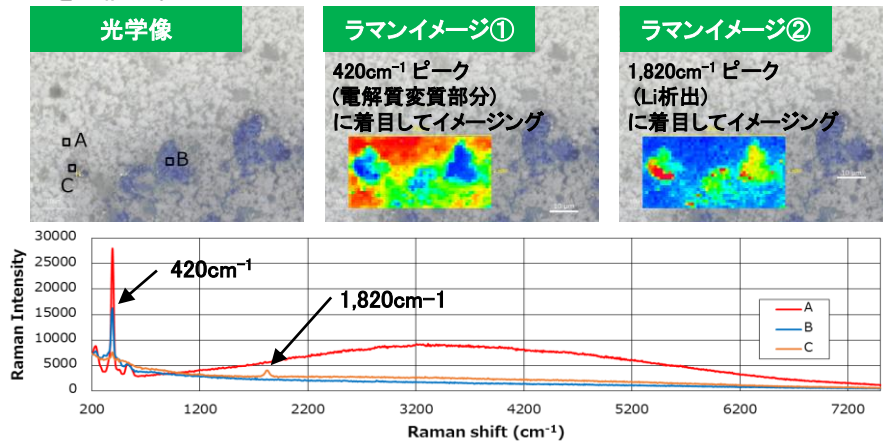 光学像
ラマンイメージ①
ラマンイメージ②
420cm⁻¹ ピーク
(電解質変質部分)
に着目してイメージング
1,820cm⁻¹ ピーク
(Li析出)
に着目してイメージング
A
B
C
10 μm
10 μm
Raman Intensity
30000
25000
20000
15000
10000
5000
0
420cm⁻¹
1,820cm−1
A
B
C
200
1200
2200
3200
4200
5200
6200
7200
Raman shift (cm⁻¹)